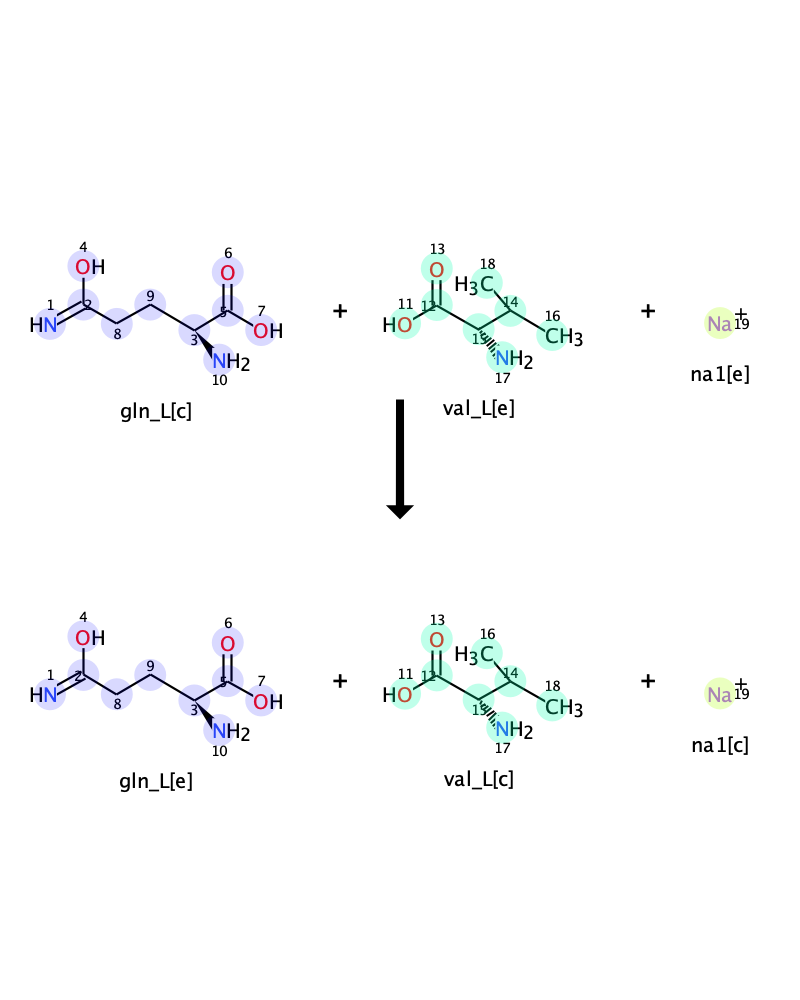 4 OH 1 HN 2 8 9 3 NH2 10 5 6 O 7 OH
+
13 O 11 HO 12 15 NH2 17 14 18 H3C 16 CH3
+
Na+ 19
gln_L[c] val_L[e] na1[e]
4 OH 1 HN 2 8 9 3 NH2 10 5 6 O 7 OH
+
13 O 11 HO 12 15 NH2 17 14 16 H3C 18 CH3
+
Na+ 19
gln_L[e] val_L[c] na1[c]